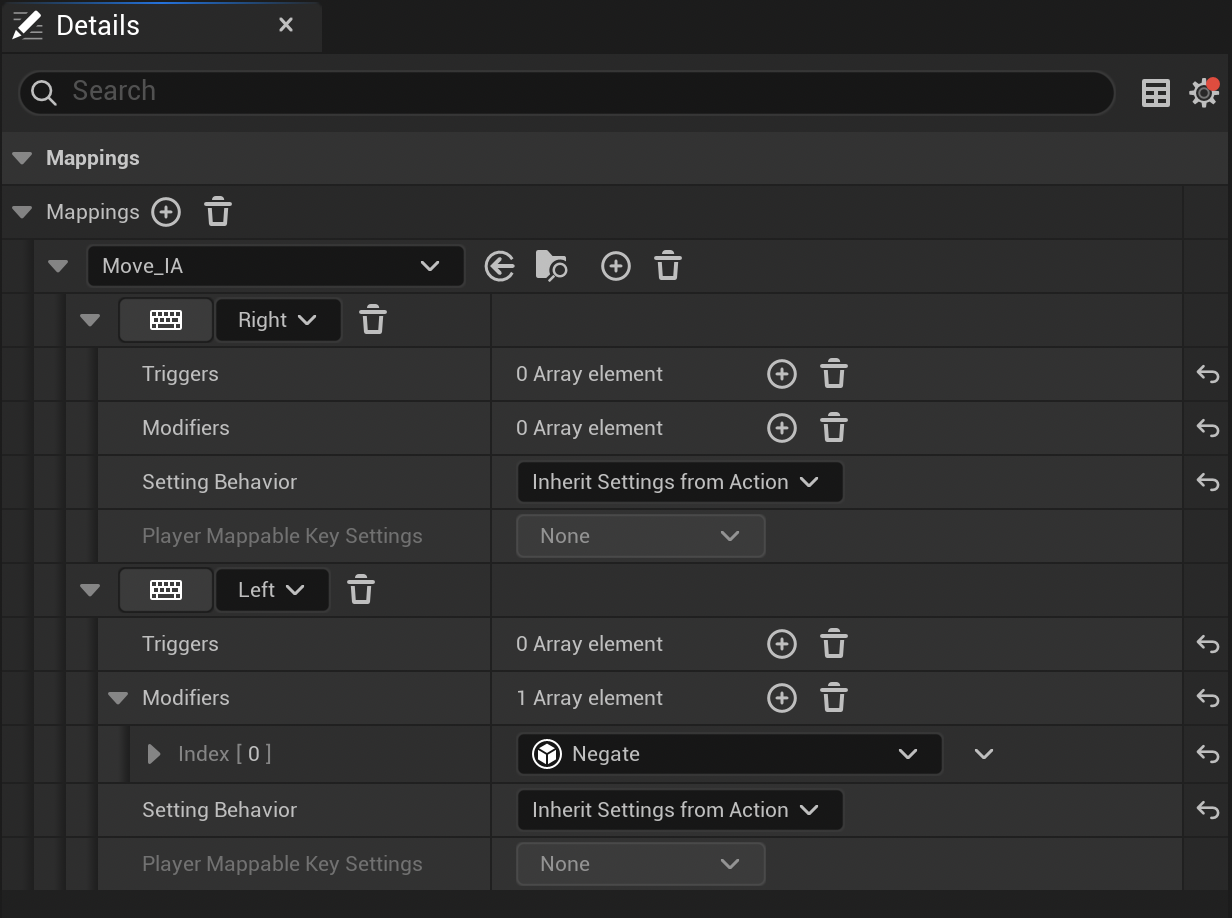 Details
Search
Mappings
Mappings
Move_IA
Right
Triggers 0 Array element
Modifiers 0 Array element
Setting Behavior Inherit Settings from Action
Player Mappable Key Settings None
Left
Triggers 0 Array element
Modifiers 1 Array element
Index [ 0 ] Negate
Setting Behavior Inherit Settings from Action
Player Mappable Key Settings None